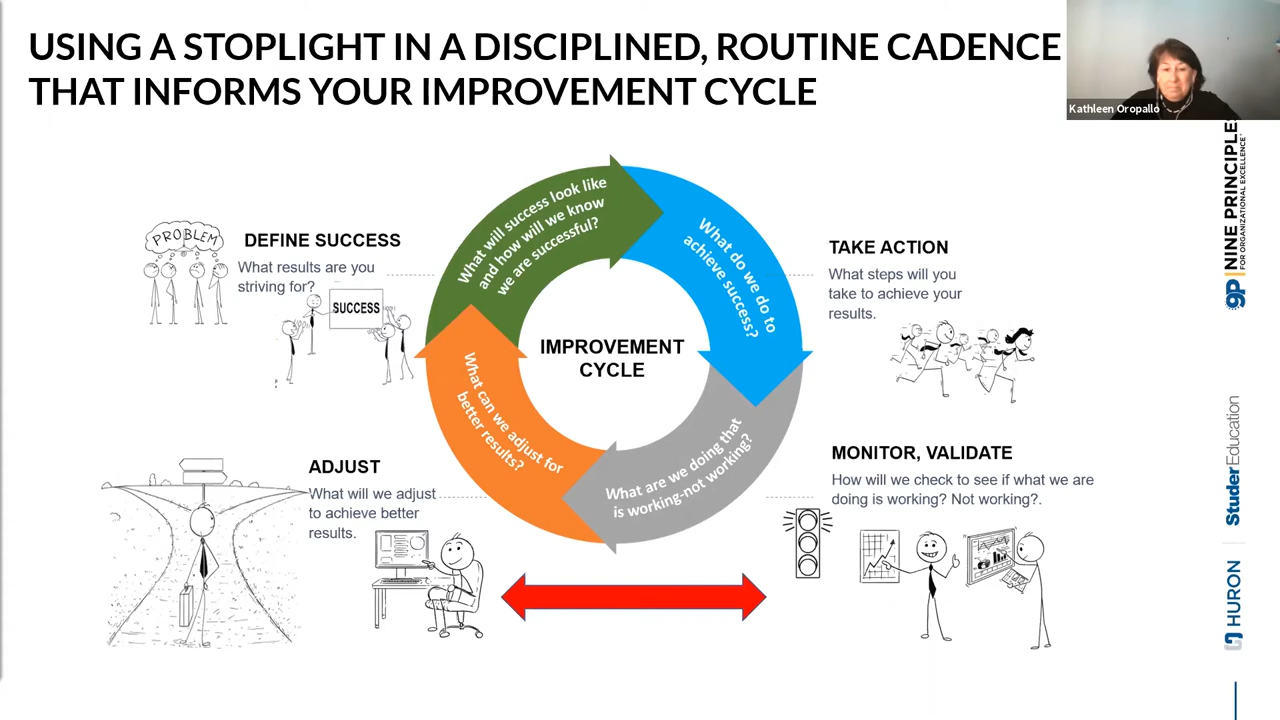 USING A STOPLIGHT IN A DISCIPLINED, ROUTINE CADENCE
THAT INFORMS YOUR IMPROVEMENT CYCLE
Kathleen Oropallo
PROBLEM
DEFINE SUCCESS
What results are you
striving for?
SUCCESS
What will success look like
and how will we know
we are successful?
What do we do to
achieve success?
TAKE ACTION
What steps will you
take to achieve your
results.
IMPROVEMENT
CYCLE
What can we adjust for
better results?
What are we doing that
is working-not working?
ADJUST
What will we adjust
to achieve better
results.
MONITOR, VALIDATE
How will we check to see if what we are
doing is working? Not working?.
9P NINE PRINCIPLES
FOR ORGANIZATIONAL EXCELLENCE
StuderEducation
HURON